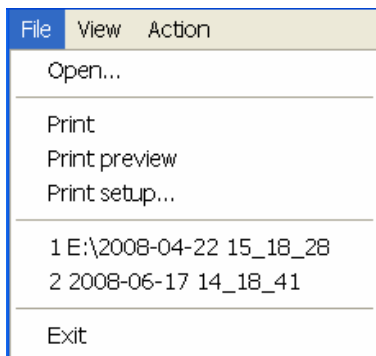 File View Action
Open...
Print
Print preview
Print setup...
1 E:\2008-04-22 15_18_28
2 2008-06-17 14_18_41
Exit